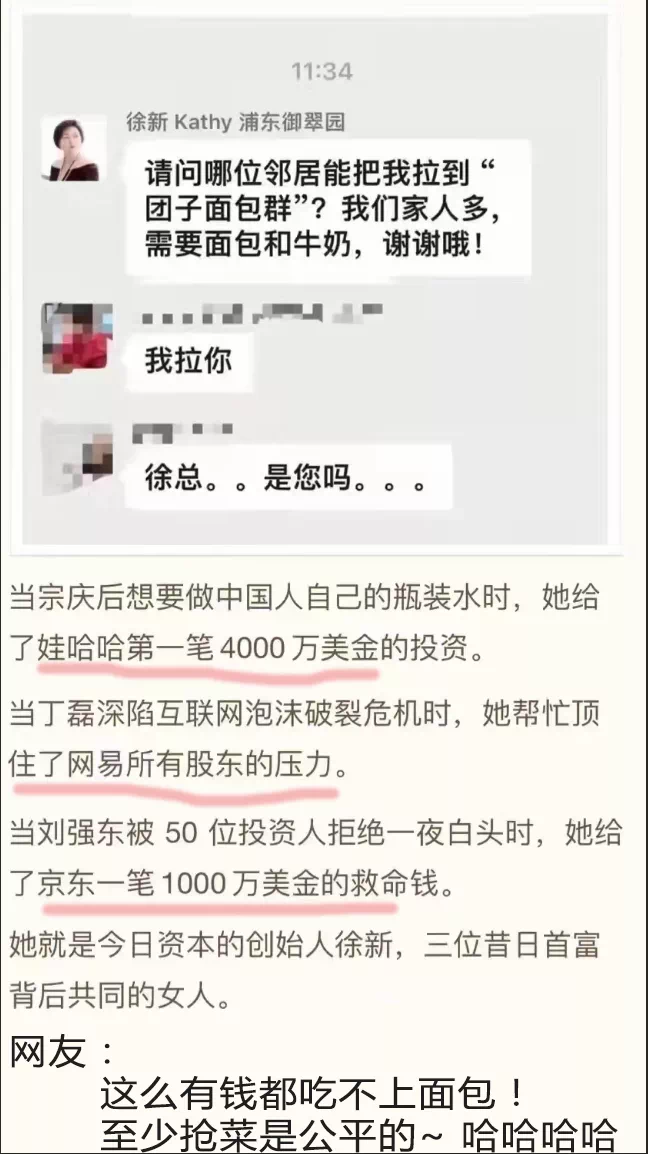 11:34
徐新 Kathy 浦东御翠园
请问哪位邻居能把我拉到“
团子面包群”？我们家人多，
需要面包和牛奶，谢谢哦！
我拉你
徐总。。是您吗。。。
当宗庆后想要做中国人自己的瓶装水时，她给
了娃哈哈第一笔 4000 万美金的投资。
当丁磊深陷互联网泡沫破裂危机时，她帮忙顶
住了网易所有股东的压力。
当刘强东被 50 位投资人拒绝一夜白头时，她给
了京东一笔 1000 万美金的救命钱。
她就是今日资本的创始人徐新，三位昔日首富
背后共同的女人。
网友：
这么有钱都吃不上面包！
至少抢菜是公平的~ 哈哈哈哈